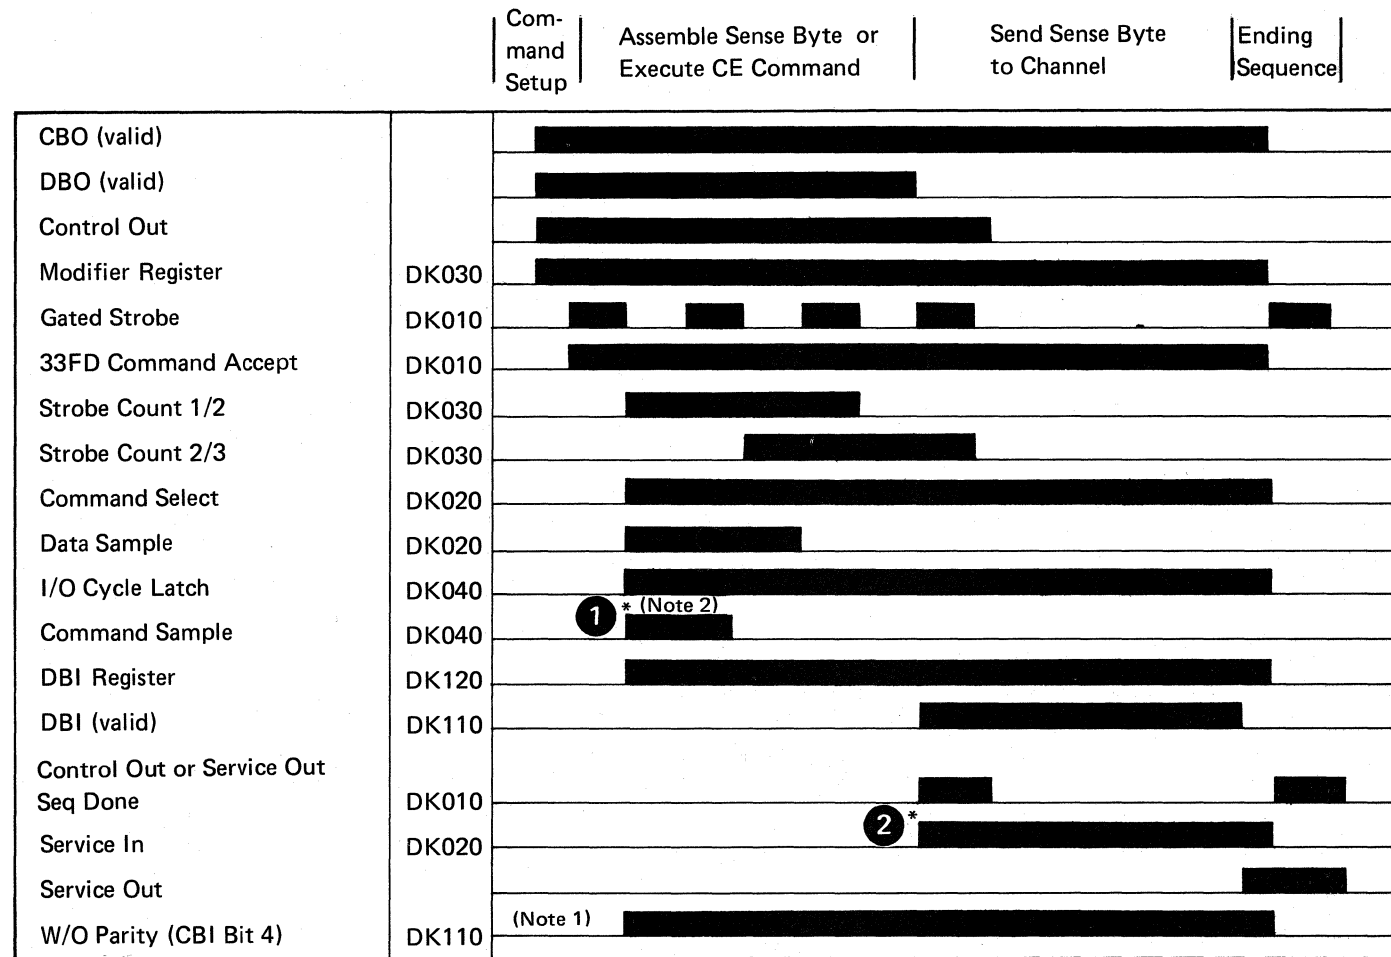 Com-
mand
Setup
Assemble Sense Byte or
Execute CE Command
Send Sense Byte
to Channel
Ending
Sequence
CBO (valid)
DBO (valid)
Control Out
Modifier Register DK030
Gated Strobe DK010
33FD Command Accept DK010
Strobe Count 1/2 DK030
Strobe Count 2/3 DK030
Command Select DK020
Data Sample DK020
I/O Cycle Latch DK040
1 * (Note 2)
Command Sample DK040
DBI Register DK120
DBI (valid) DK110
Control Out or Service Out
Seq Done DK010
2 *
Service In DK020
Service Out
(Note 1)
W/O Parity (CBI Bit 4) DK110